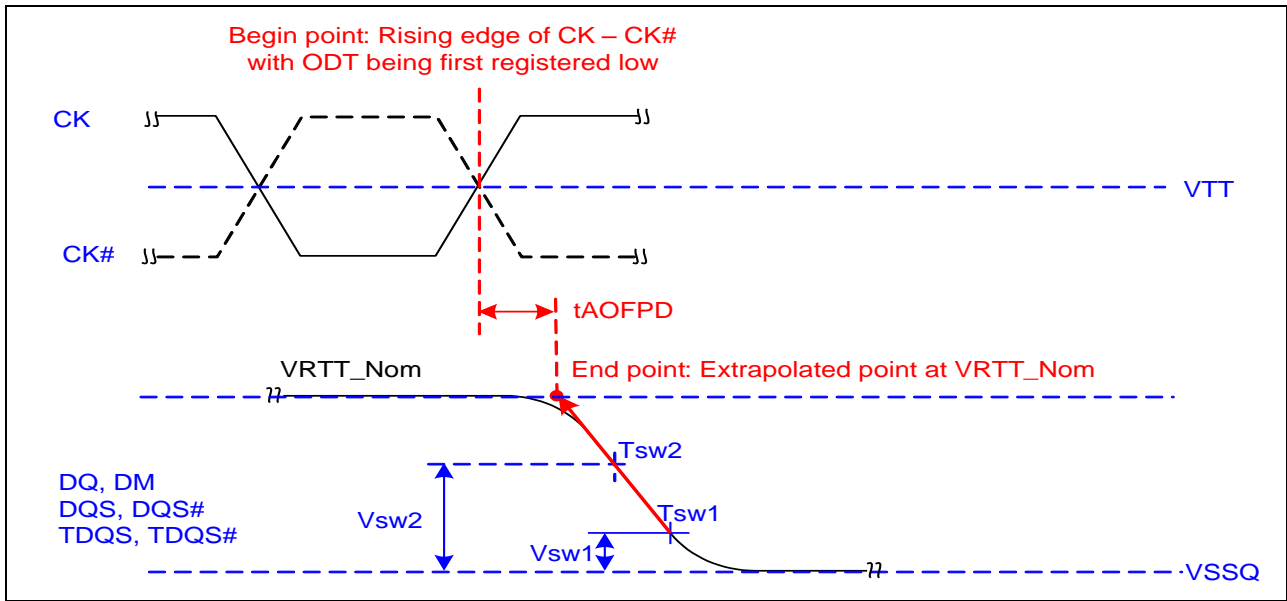 Begin point: Rising edge of CK – CK#
with ODT being first registered low
CK
VTT
CK#
tAOFPD
VRTT_Nom
End point: Extrapolated point at VRTT_Nom
Tsw2
DQ, DM
DQS, DQS#
TDQS, TDQS#
Vsw2
Tsw1
Vsw1
VSSQ